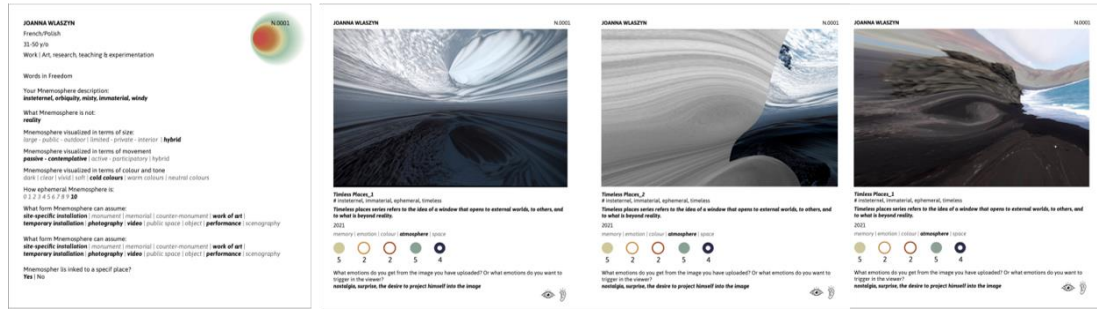 JOANNA WLASZYN
N.0001
French/Polish
31-50 y/o
Work | Art, research, teaching & experimentation
Words in Freedom
Your Mnemosphere description:
insteternel, orbiquity, misty, immaterial, windy
What Mnemosphere is not:
reality
Mnemosphere visualized in terms of size:
large - public - outdoor | limited - private - interior | hybrid
Mnemosphere visualized in terms of movement
passive - contemplative | active - participatory | hybrid
Mnemosphere visualized in terms of colour and tone
dark | clear | vivid | soft | cold colours | warm colours | neutral colours
How ephemeral Mnemosphere is:
0 1 2 3 4 5 6 7 8 9 10
What form Mnemosphere can assume:
site-specific installation | monument | memorial | counter-monument | work of art |
temporary installation | photography | video | public space | object | performance | scenography
What form Mnemosphere can assume:
site-specific installation | monument | memorial | counter-monument | work of art |
temporary installation | photography | video | public space | object | performance | scenography
Mnemospher iis linked to a specif place?
Yes | No
JOANNA WLASZYN
N.0001
Timless Places_1
# insteternel, immaterial, ephemeral, timeless
Timeless places series refers to the idea of a window that opens to external worlds, to others, and
to what is beyond reality.
2021
memory | emotion | colour | atmosphere | space
5 2 2 5 4
What emotions do you get from the image you have uploaded? Or what emotions do you want to
trigger in the viewer?
nostalgia, surprise, the desire to project himself into the image
JOANNA WLASZYN
N.0001
Timeless Places_2
# insteternel, immaterial, ephemeral, timeless
Timeless places series refers to the idea of a window that opens to external worlds, to others, and
to what is beyond reality.
2021
memory | emotion | colour | atmosphere | space
5 2 2 5 4
What emotions do you get from the image you have uploaded? Or what emotions do you want to
trigger in the viewer?
nostalgia, surprise, the desire to project himself into the image
JOANNA WLASZYN
N.0001
Timeless Places_1
# insteternel, immaterial, ephemeral, timeless
Timeless places series refers to the idea of a window that opens to external worlds, to others, and
to what is beyond reality.
2021
memory | emotion | colour | atmosphere | space
5 2 2 5 4
What emotions do you get from the image you have uploaded? Or what emotions do you want to
trigger in the viewer?
nostalgia, surprise, the desire to project himself into the image